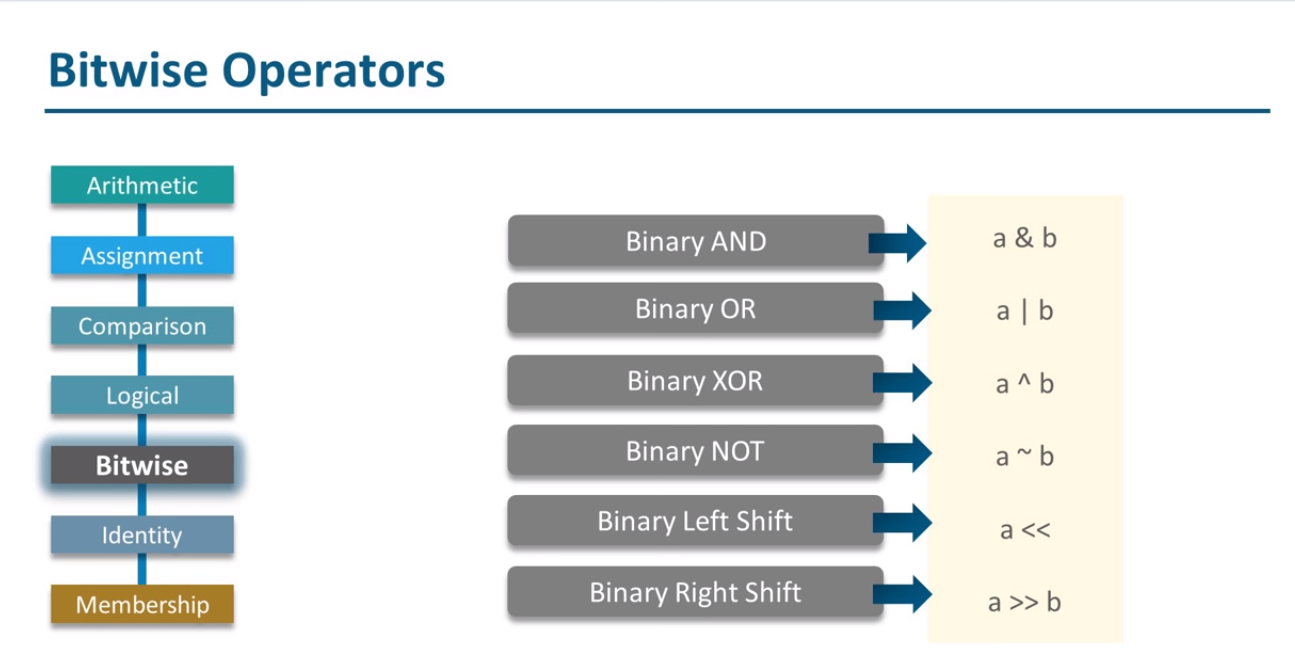 Bitwise Operators
Arithmetic
Assignment
Comparison
Logical
Bitwise
Identity
Membership
Binary AND
a & b
Binary OR
a | b
Binary XOR
a ^ b
Binary NOT
a ~ b
Binary Left Shift
a <<
Binary Right Shift
a >> b